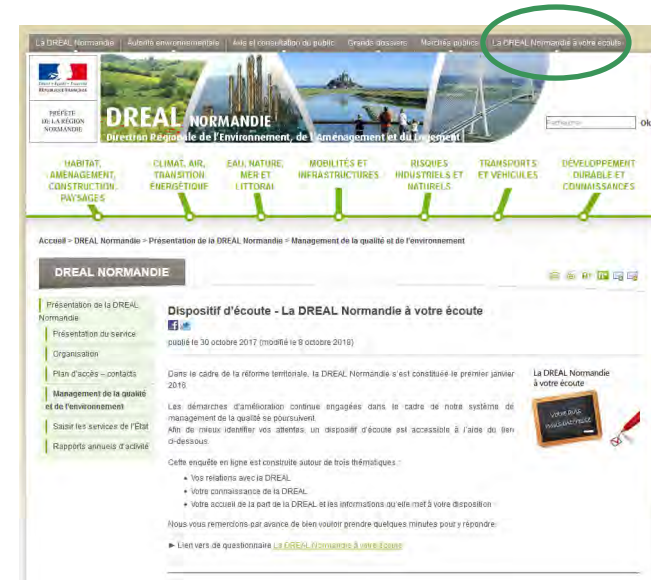 La DREAL Normandie | Autorité environnementale | Avis et consultation du public | Grands dossiers | Marchés publics | La DREAL Normandie à votre écoute
RÉPUBLIQUE FRANÇAISE
PRÉFÈTE
DE LA RÉGION
NORMANDIE
DREAL NORMANDIE
Direction Régionale de l'Environnement, de l'Aménagement et du Logement
Rechercher Ok
HABITAT,
AMÉNAGEMENT,
CONSTRUCTION,
PAYSAGES
CLIMAT, AIR,
TRANSITION
ÉNERGÉTIQUE
EAU, NATURE,
MER ET
LITTORAL
MOBILITÉS ET
INFRASTRUCTURES
RISQUES
INDUSTRIELS ET
NATURELS
TRANSPORTS
ET VÉHICULES
DÉVELOPPEMENT
DURABLE ET
CONNAISSANCES
Accueil > DREAL Normandie > Présentation de la DREAL Normandie > Management de la qualité et de l'environnement
DREAL NORMANDIE
Présentation de la DREAL
Normandie
Présentation du service
Organisation
Plan d'accès – contacts
Management de la qualité
et de l'environnement
Saisir les services de l'État
Rapports annuels d'activité
Dispositif d'écoute - La DREAL Normandie à votre écoute
publié le 30 octobre 2017 (modifié le 8 octobre 2018)
Dans le cadre de la réforme territoriale, la DREAL Normandie s'est constituée le premier janvier
2016.
Les démarches d'amélioration continue engagées dans le cadre de notre système de
management de la qualité se poursuivent.
Afin de mieux identifier vos attentes, un dispositif d'écoute est accessible à l'aide du lien
ci-dessous.
Cette enquête en ligne est construite autour de trois thématiques :
• Vos relations avec la DREAL
• Votre connaissance de la DREAL
• Votre accueil de la part de la DREAL et les informations qu'elle met à votre disposition
Nous vous remercions par avance de bien vouloir prendre quelques minutes pour y répondre.
► Lien vers de questionnaire La DREAL Normandie à votre écoute
La DREAL Normandie
à votre écoute
Votre avis
nous intéresse